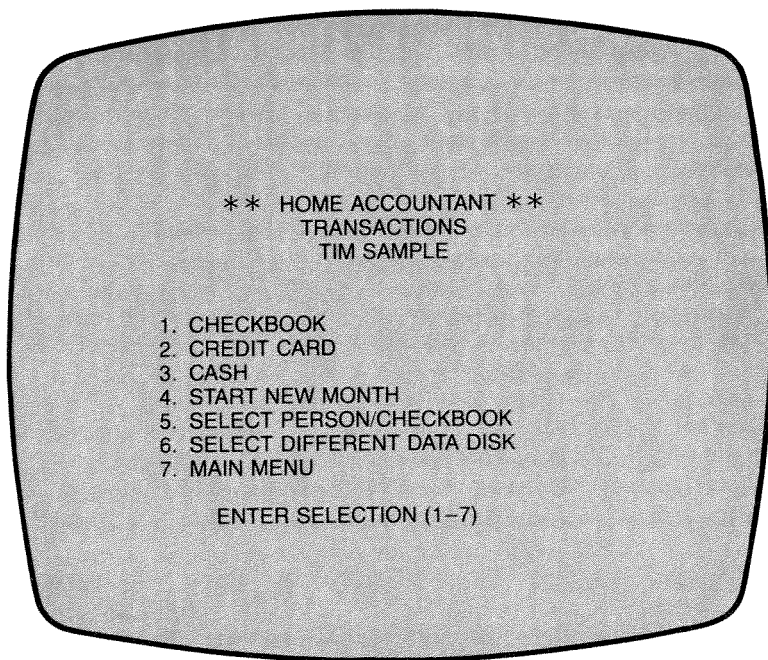 ** HOME ACCOUNTANT **
TRANSACTIONS
TIM SAMPLE
1. CHECKBOOK
2. CREDIT CARD
3. CASH
4. START NEW MONTH
5. SELECT PERSON/CHECKBOOK
6. SELECT DIFFERENT DATA DISK
7. MAIN MENU
ENTER SELECTION (1–7)